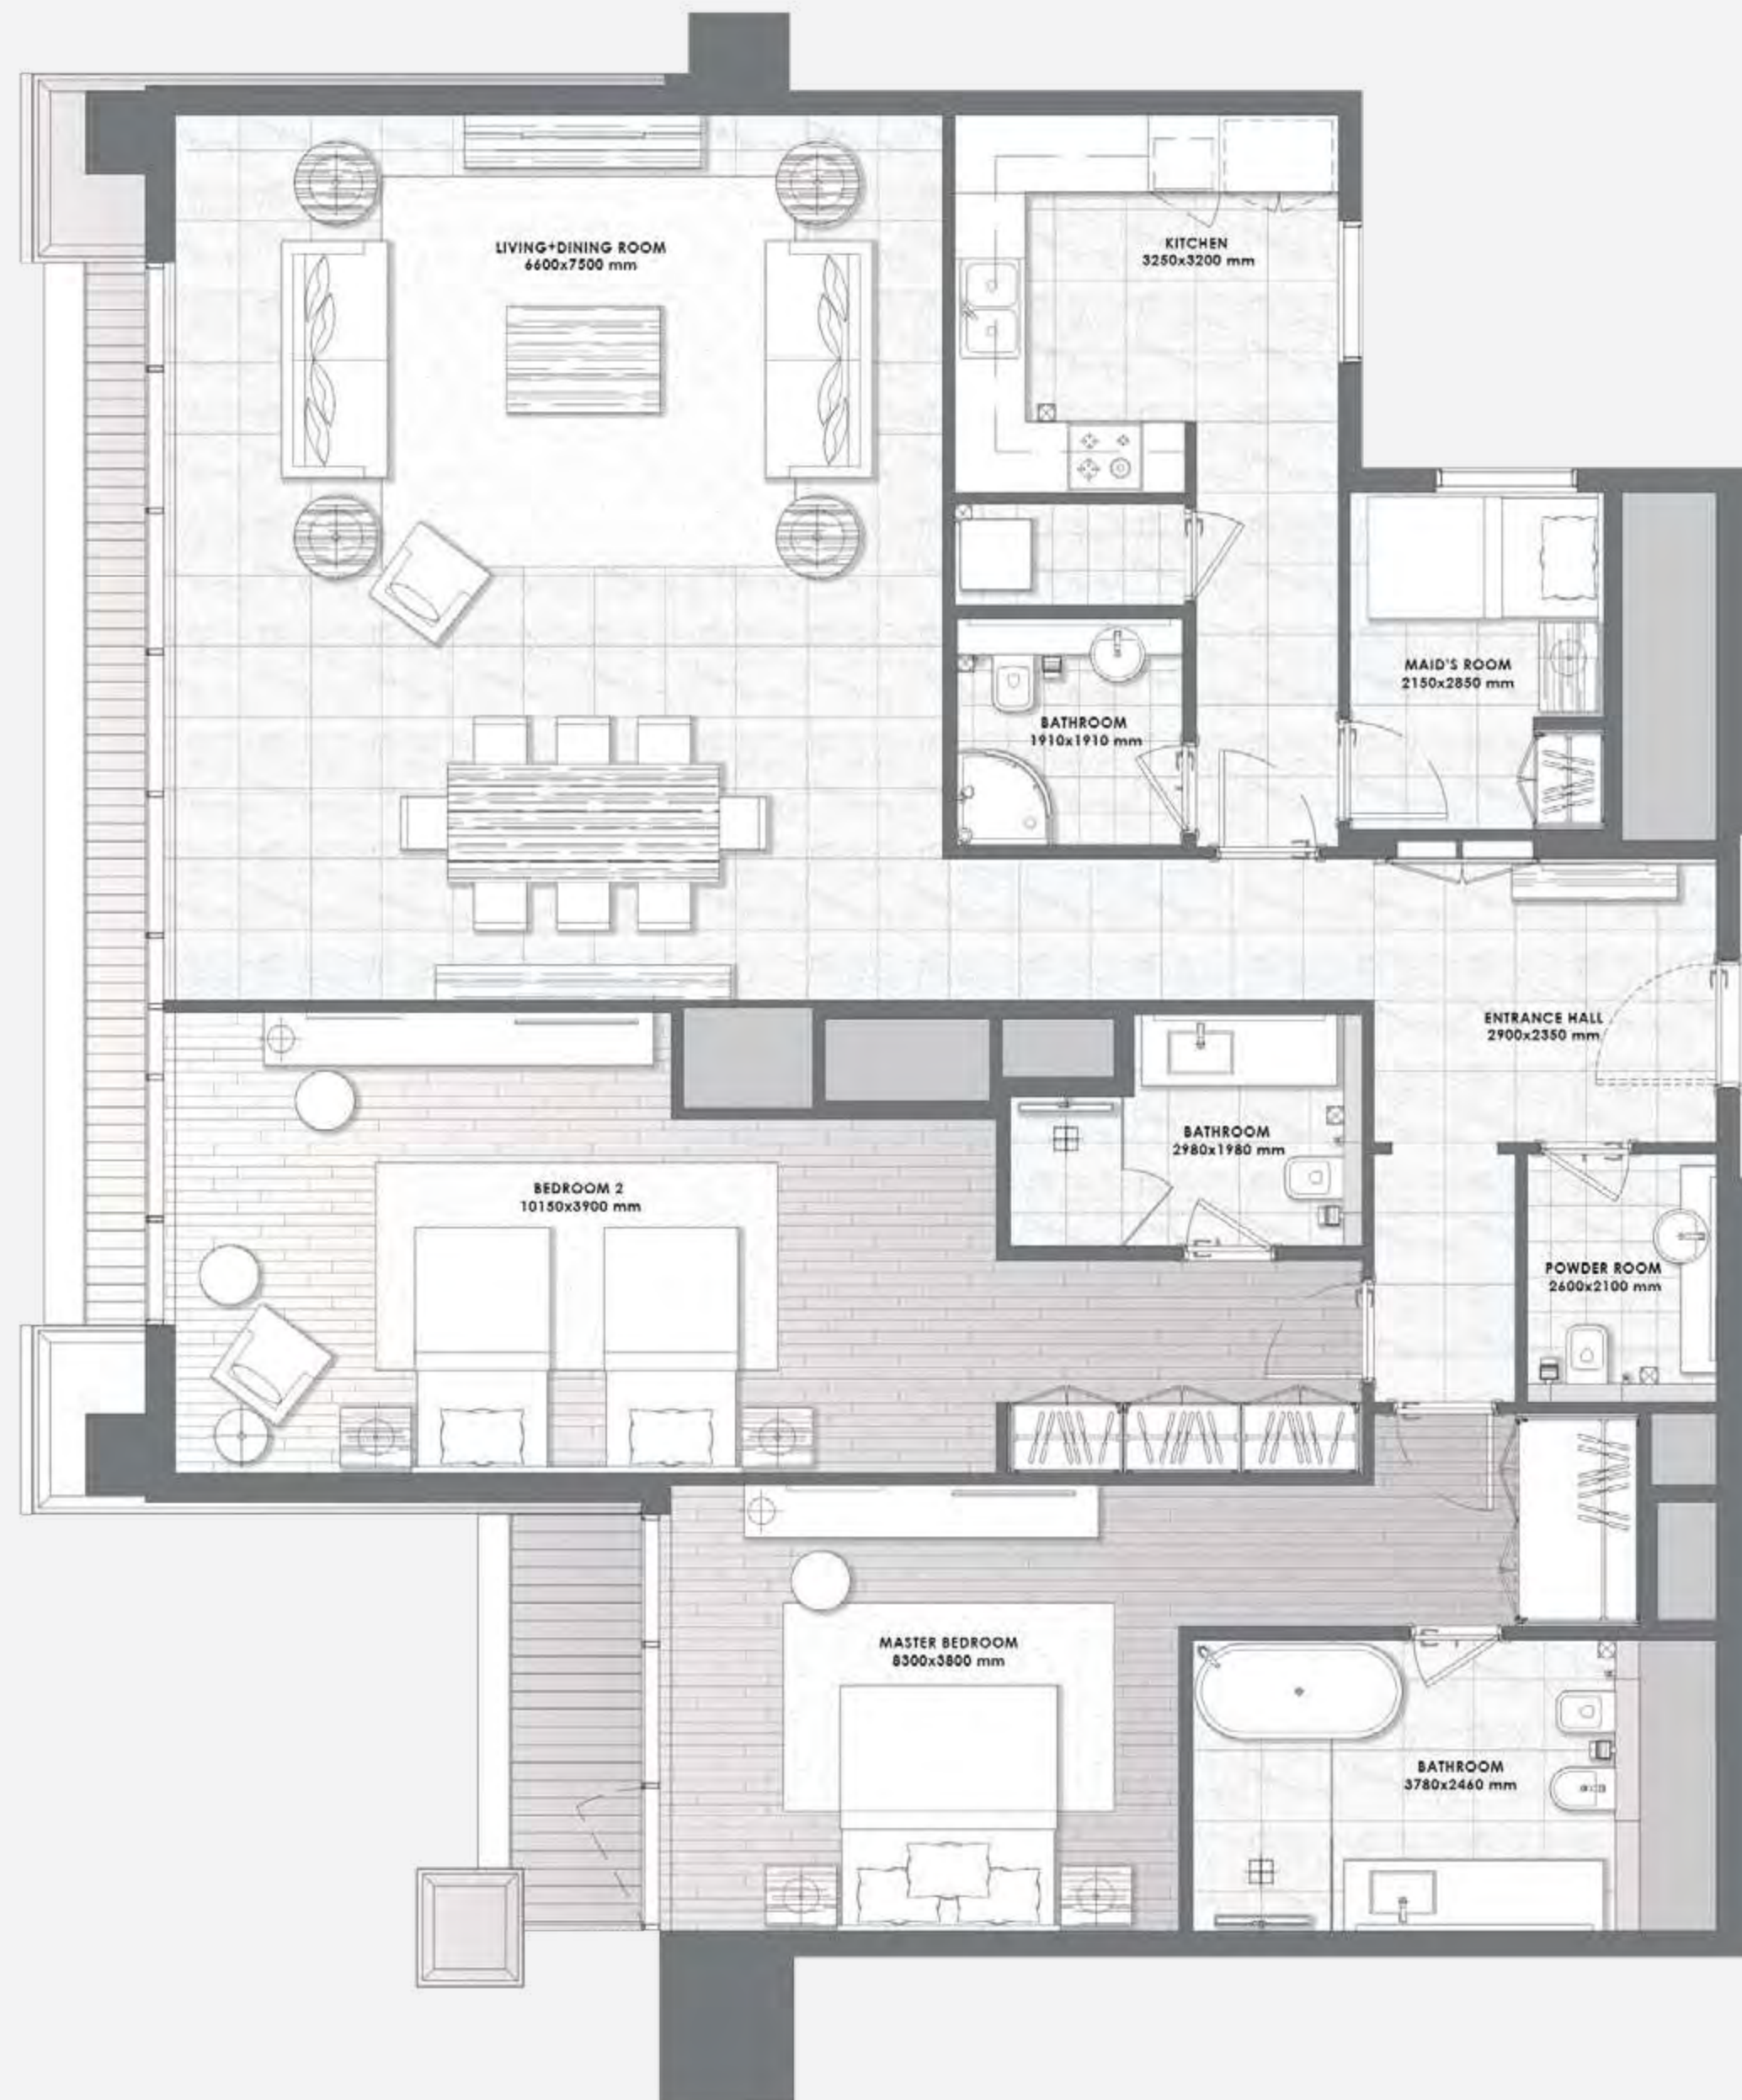 LIVING+DINING ROOM
6600x7500 mm
KITCHEN
3250x3200 mm
MAID'S ROOM
2150x2850 mm
BATHROOM
1910x1910 mm
ENTRANCE HALL
2900x2350 mm
BATHROOM
2980x1980 mm
BEDROOM 2
10150x3900 mm
POWDER ROOM
2600x2100 mm
MASTER BEDROOM
8300x3800 mm
BATHROOM
3780x2460 mm